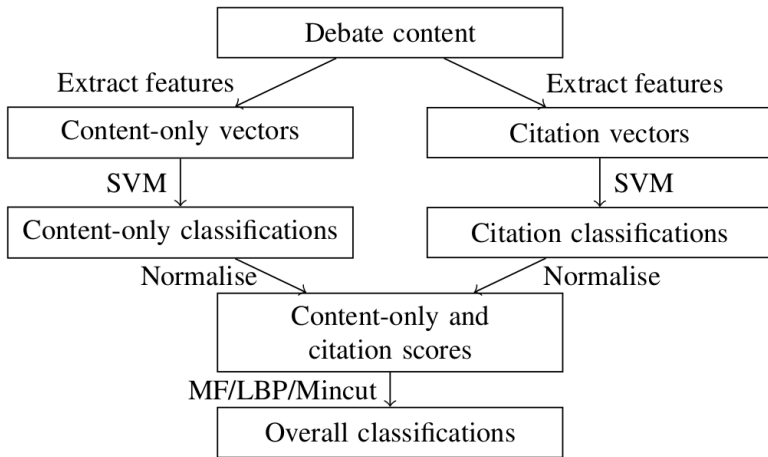 Debate content
Extract features
Extract features
Content-only vectors
Citation vectors
SVM
SVM
Content-only classifications
Citation classifications
Normalise
Normalise
Content-only and
citation scores
MF/LBP/Mincut
Overall classifications